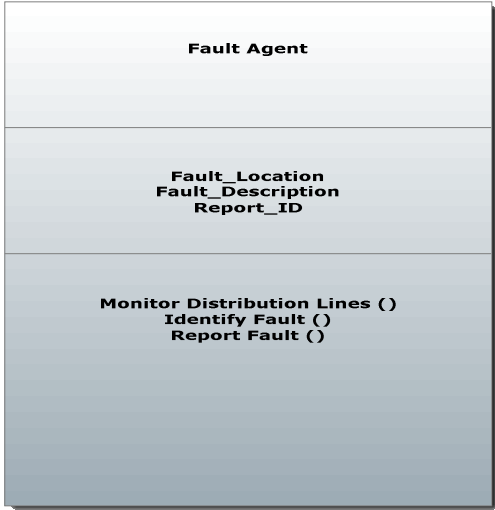 Fault Agent
Fault_Location
Fault_Description
Report_ID
Monitor Distribution Lines ()
Identify Fault ()
Report Fault ()